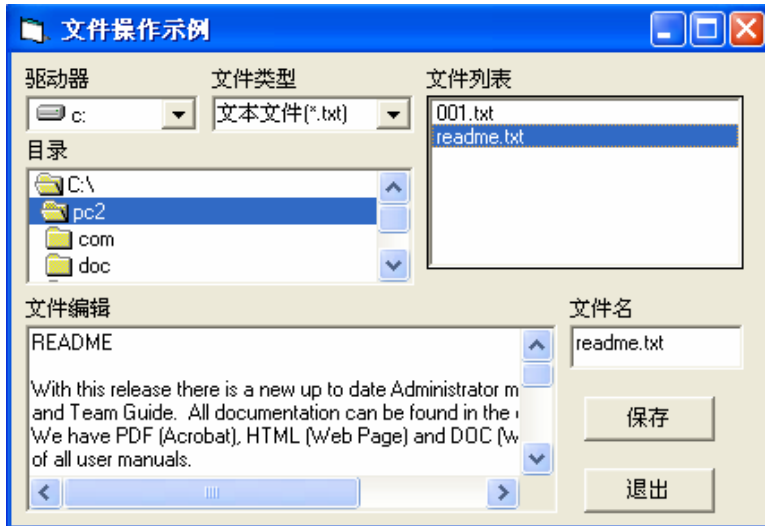 文件操作示例
驱动器
c:
文件类型
文本文件(*.txt)
文件列表
001.txt
readme.txt
目录
C:\
pc2
com
doc
文件编辑
README
With this release there is a new up to date Administrator m
and Team Guide.  All documentation can be found in the
We have PDF (Acrobat), HTML (Web Page) and DOC (W
of all user manuals.
文件名
readme.txt
保存
退出